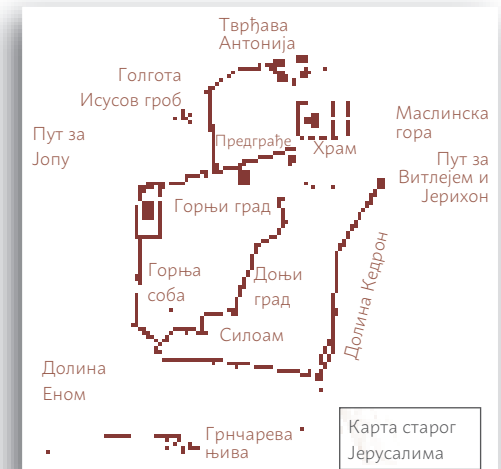 Тврђава
Антонија
Голгота
Исусов гроб
Маслинска
гора
Пут за
Јопу
Предграђе
Храм
Пут за
Витлејем и
Јерихон
Горњи град
Горња
соба
Доњи
град
Долина Кедрон
Силоам
Долина
Еном
Грнчарева
њива
Карта старог
Јерусалима